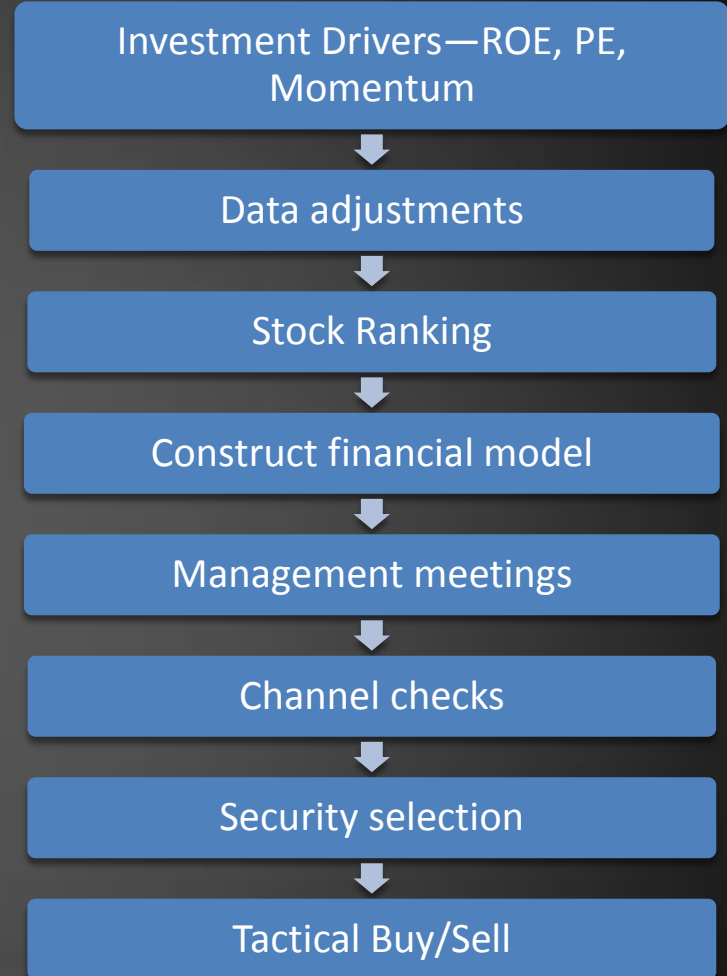 Investment Drivers—ROE, PE,
Momentum
Data adjustments
Stock Ranking
Construct financial model
Management meetings
Channel checks
Security selection
Tactical Buy/Sell